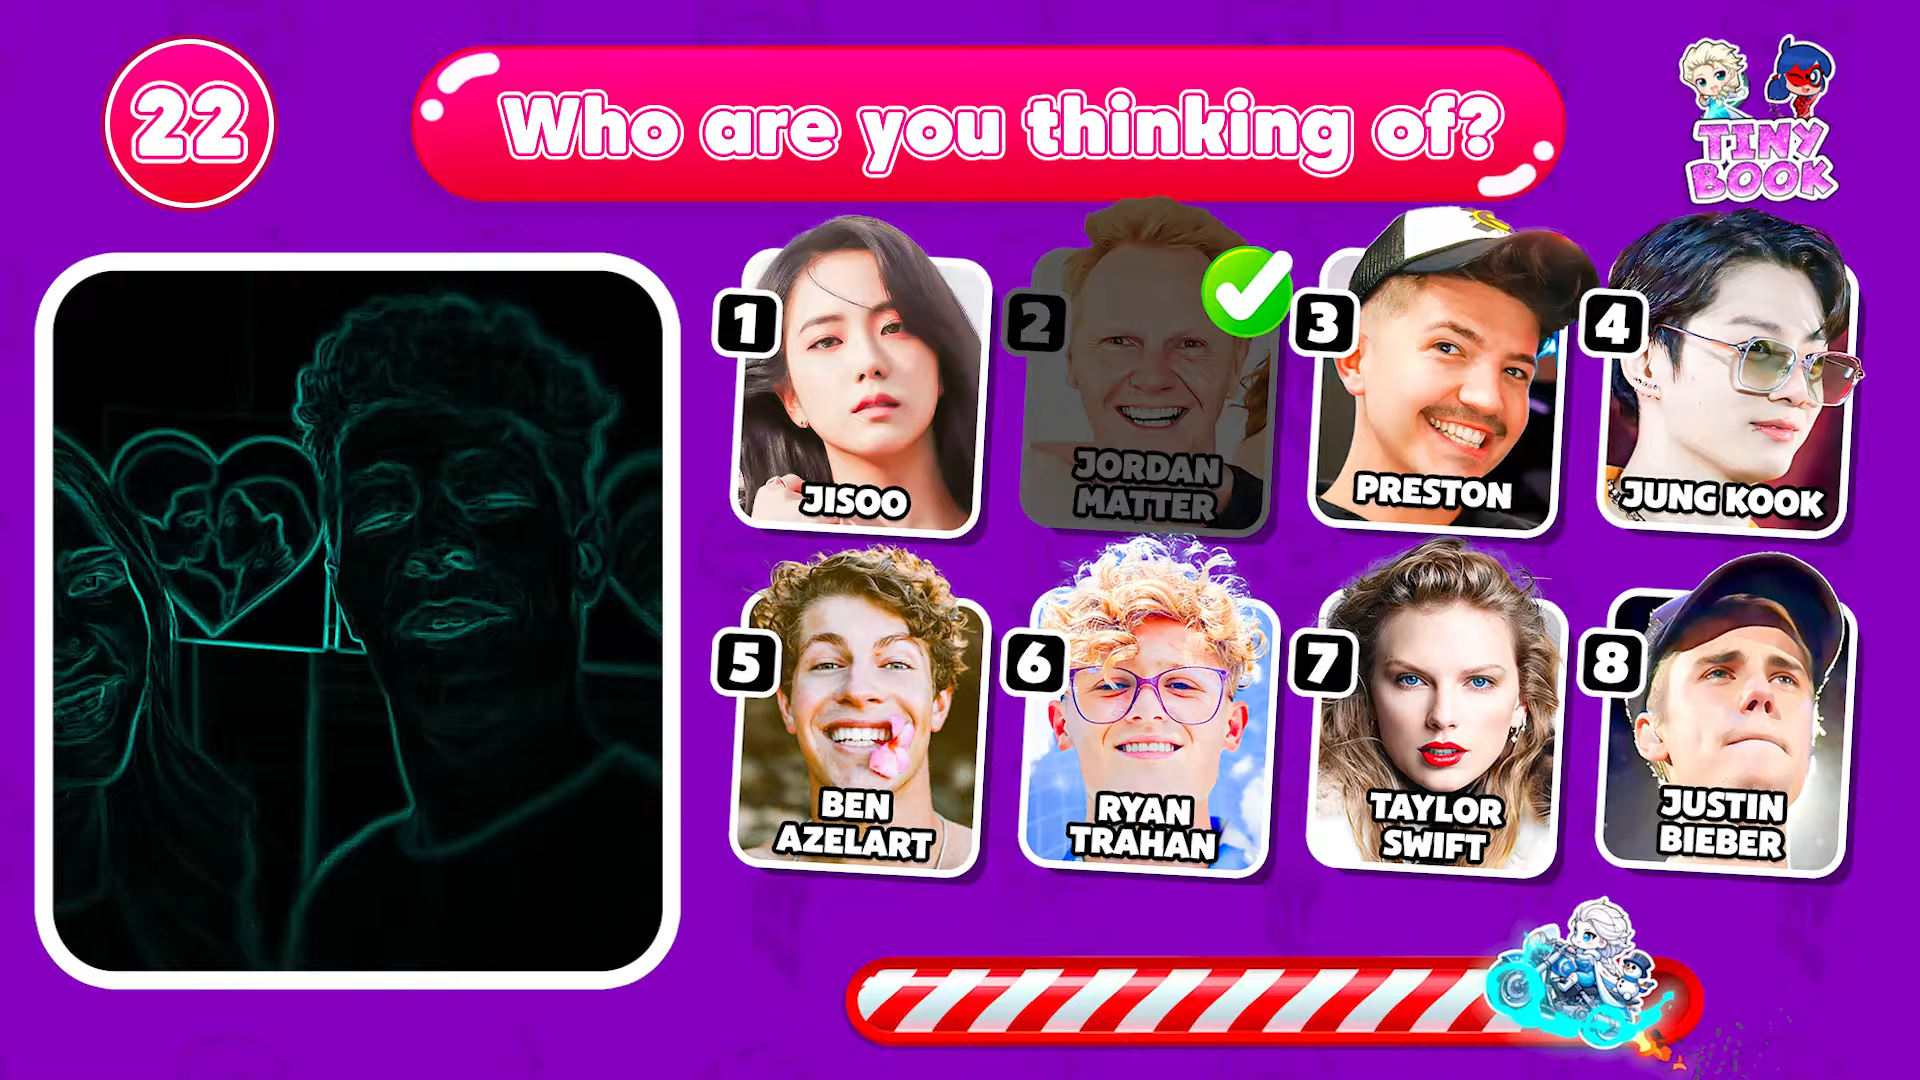 22
Who are you thinking of?
TINY
BOOK
1
JISOO
2
JORDAN
MATTER
3
PRESTON
4
JUNG KOOK
5
BEN
AZELART
6
RYAN
TRAHAN
7
TAYLOR
SWIFT
8
JUSTIN
BIEBER